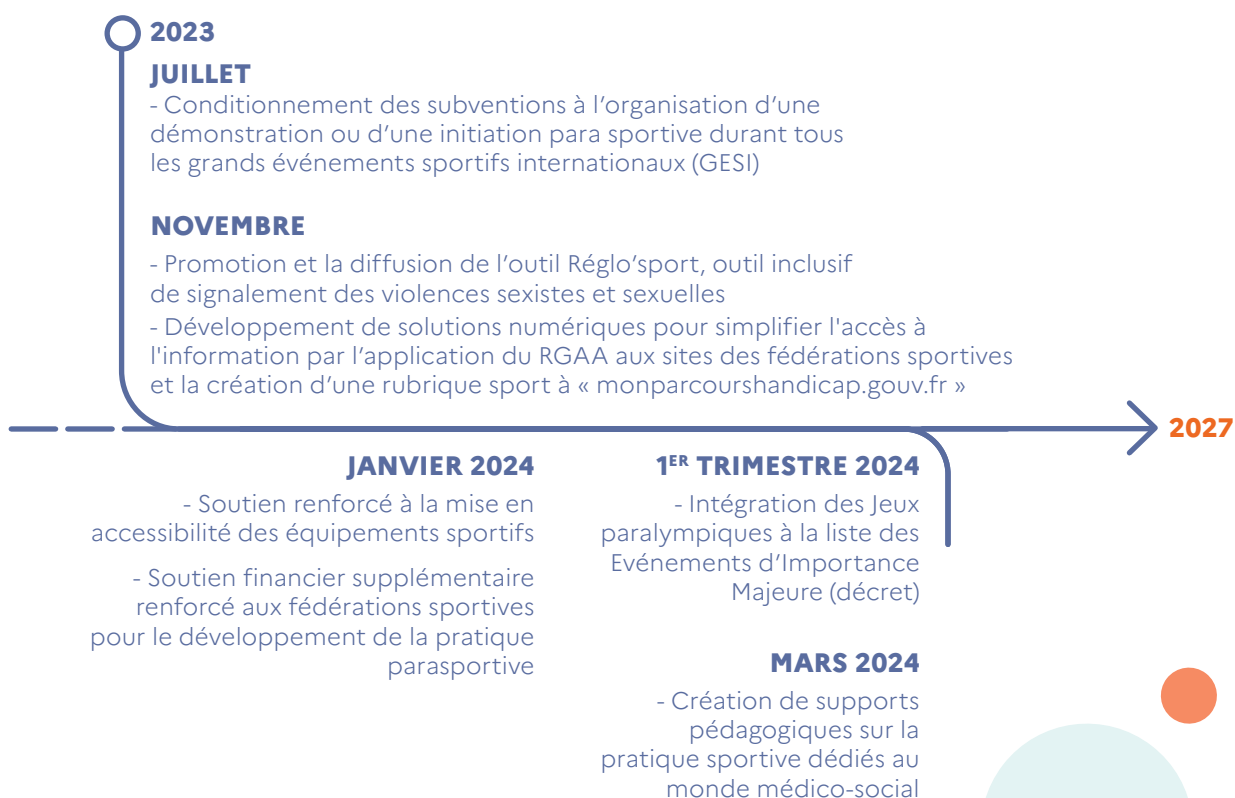 2023
JUILLET
- Conditionnement des subventions à l’organisation d’une
démonstration ou d’une initiation para sportive durant tous
les grands événements sportifs internaux (GESI)
NOVEMBRE
- Promotion et la diffusion de l’outil Réglo’sport, outil inclusif
de signalement des violences sexistes et sexuelles
- Développement de solutions numériques pour simplifier l'accès à
l'information par l’application du RGAA aux sites des fédérations sportives
et la création d’une rubrique sport à « monparcourshandicap.gouv.fr »
2027
JANVIER 2024
- Soutien renforcé à la mise en
accessibilité des équipements sportifs
- Soutien financier supplémentaire
renforcé aux fédérations sportives
pour le développement de la pratique
parasportive
1ER TRIMESTRE 2024
- Intégration des Jeux
paralympiques à la liste des
Evénements d’Importance
Majeure (décret)
MARS 2024
- Création de supports
pédagogiques sur la
pratique sportive dédiés au
monde médico-social